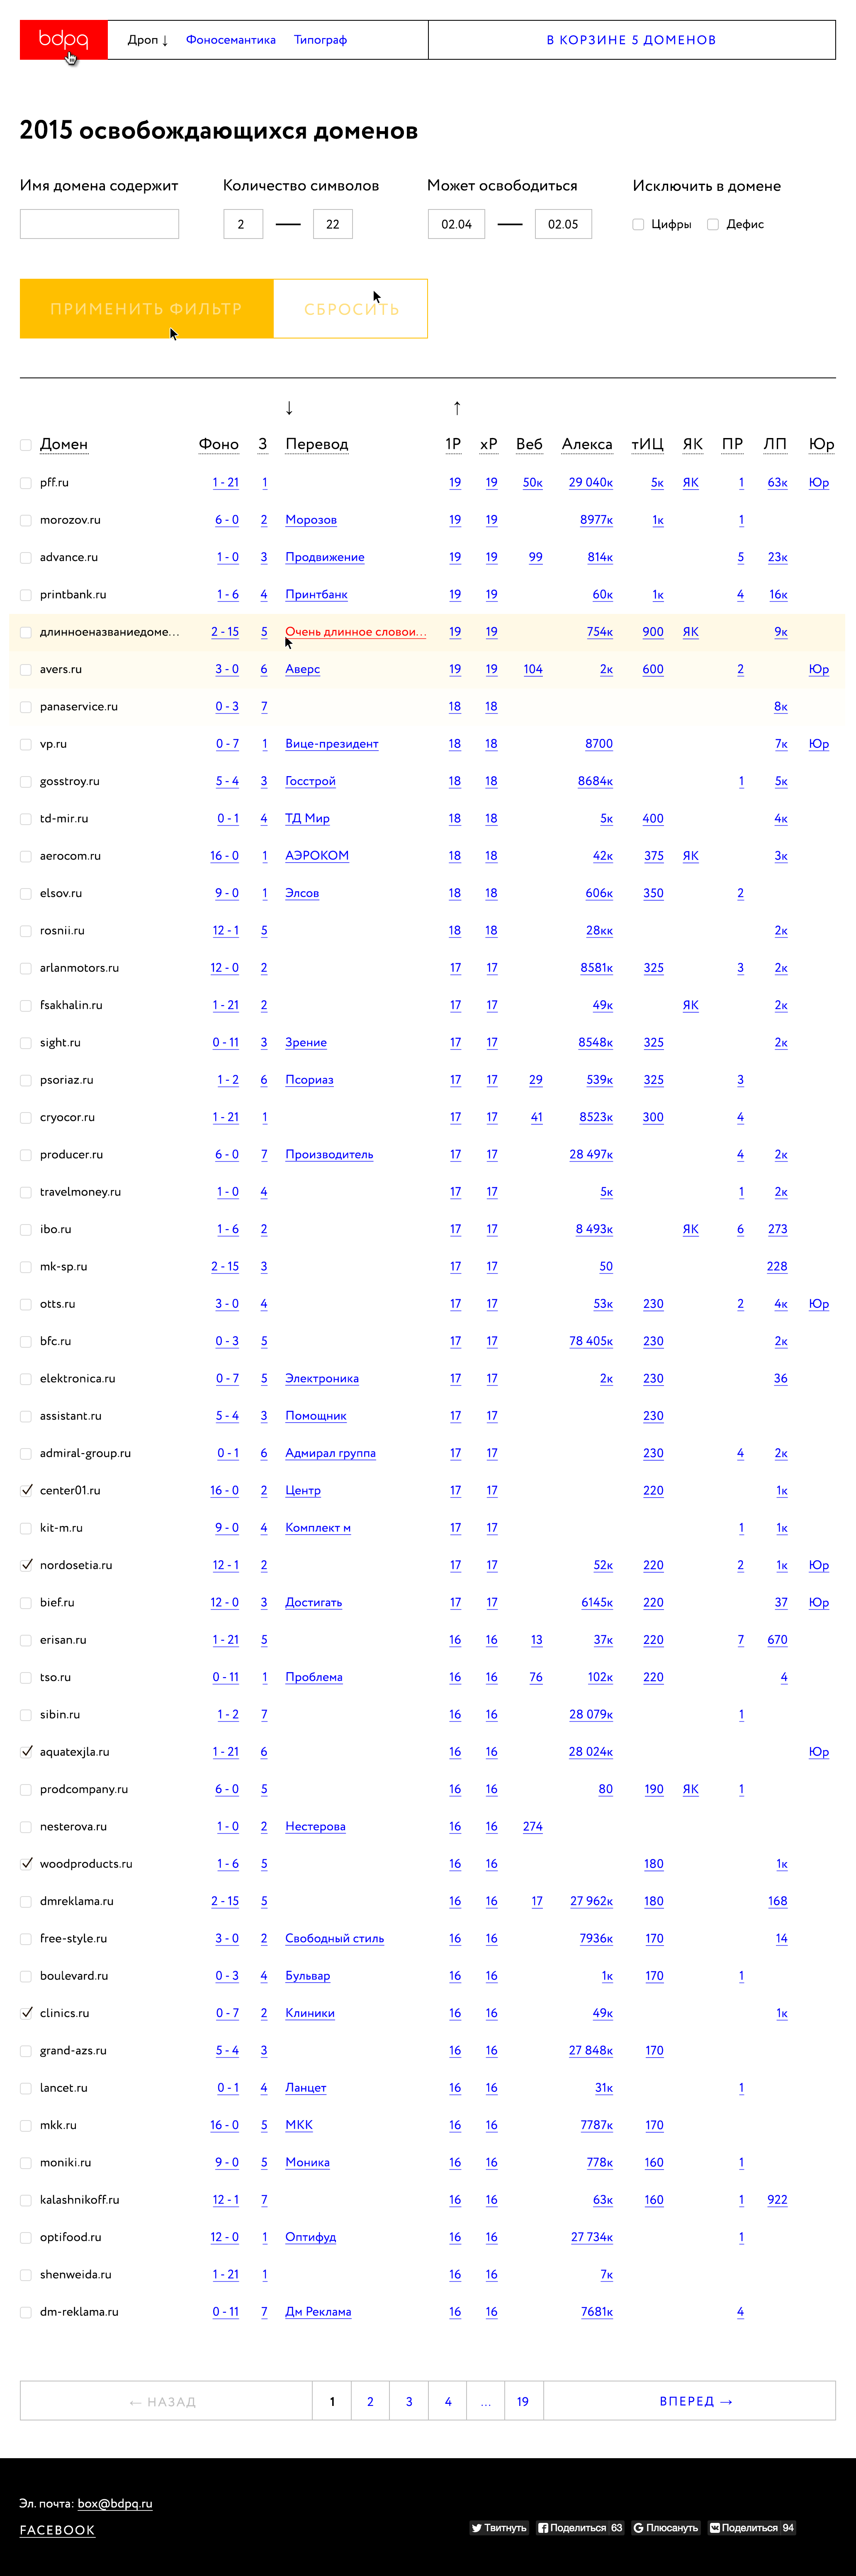 bdpq Дроп ↓ Фоносемантика Типограф В КОРЗИНЕ 5 ДОМЕНОВ
2015 освобождающихся доменов
Имя домена содержит Количество символов Может освободиться Исключить в домене
2 — 22 02.04 — 02.05 Цифры Дефис
ПРИМЕНИТЬ ФИЛЬТР СБРОСИТЬ
↓ ↑
Домен Фоно З Перевод 1Р хР Веб Алекса тИЦ ЯК ПР ЛП Юр
pff.ru 1 - 21 1 19 19 50к 29 040к 5к ЯК 1 63к Юр
morozov.ru 6 - 0 2 Морозов 19 19 8977к 1к 1
advance.ru 1 - 0 3 Продвижение 19 19 99 814к 5 23к
printbank.ru 1 - 6 4 Принтбанк 19 19 60к 1к 4 16к
длинноеназваниедоме... 2 - 15 5 Очень длинное словои... 19 19 754к 900 ЯК 9к
avers.ru 3 - 0 6 Аверс 19 19 104 2к 600 2 Юр
panaservice.ru 0 - 3 7 18 18 8к
vp.ru 0 - 7 1 Вице-президент 18 18 8700 7к Юр
gosstroy.ru 5 - 4 3 Госстрой 18 18 8684к 1 5к
td-mir.ru 0 - 1 4 ТД Мир 18 18 5к 400 4к
aerocom.ru 16 - 0 1 АЭРОКОМ 18 18 42к 375 ЯК 3к
elsov.ru 9 - 0 1 Элсов 18 18 606к 350 2
rosnii.ru 12 - 1 5 18 18 28кк 2к
arlanmotors.ru 12 - 0 2 17 17 8581к 325 3 2к
fsakhalin.ru 1 - 21 2 17 17 49к ЯК 2к
sight.ru 0 - 11 3 Зрение 17 17 8548к 325 2к
psoriaz.ru 1 - 2 6 Псориаз 17 17 29 539к 325 3
cryocor.ru 1 - 21 1 17 17 41 8523к 300 4
producer.ru 6 - 0 7 Производитель 17 17 28 497к 4 2к
travelmoney.ru 1 - 0 4 17 17 5к 1 2к
ibo.ru 1 - 6 2 17 17 8 493к ЯК 6 273
mk-sp.ru 2 - 15 3 17 17 50 228
otts.ru 3 - 0 4 17 17 53к 230 2 4к Юр
bfc.ru 0 - 3 5 17 17 78 405к 230 2к
elektronica.ru 0 - 7 5 Электроника 17 17 2к 230 36
assistant.ru 5 - 4 3 Помощник 17 17 230
admiral-group.ru 0 - 1 6 Адмирал группа 17 17 230 4 2к
center01.ru 16 - 0 2 Центр 17 17 220 1к
kit-m.ru 9 - 0 4 Комплект м 17 17 1 1к
nordosetia.ru 12 - 1 2 17 17 52к 220 2 1к Юр
bief.ru 12 - 0 3 Достигать 17 17 6145к 220 37 Юр
erisan.ru 1 - 21 5 16 16 13 37к 220 7 670
tso.ru 0 - 11 1 Проблема 16 16 76 102к 220 4
sibin.ru 1 - 2 7 16 16 28 079к 1
aquatexjla.ru 1 - 21 6 16 16 28 024к Юр
prodcompany.ru 6 - 0 5 16 16 80 190 ЯК 1
nesterova.ru 1 - 0 2 Нестерова 16 16 274
woodproducts.ru 1 - 6 5 16 16 180 1к
dmreklama.ru 2 - 15 5 16 16 17 27 962к 180 168
free-style.ru 3 - 0 2 Свободный стиль 16 16 7936к 170 14
boulevard.ru 0 - 3 4 Бульвар 16 16 1к 170 1
clinics.ru 0 - 7 2 Клиники 16 16 49к 1к
grand-azs.ru 5 - 4 3 16 16 27 848к 170
lancet.ru 0 - 1 4 Ланцет 16 16 31к 1
mkk.ru 16 - 0 5 МКК 16 16 7787к 170
moniki.ru 9 - 0 5 Моника 16 16 778к 160 1
kalashnikoff.ru 12 - 1 7 16 16 63к 160 1 922
optifood.ru 12 - 0 1 Оптифуд 16 16 27 734к 1
shenweida.ru 1 - 21 1 16 16 7к
dm-reklama.ru 0 - 11 7 Дм Реклама 16 16 7681к 4
← НАЗАД 1 2 3 4 ... 19 ВПЕРЕД →
Эл. почта: box@bdpq.ru
FACEBOOK Твитнуть Поделиться 63 Плюсануть Поделиться 94